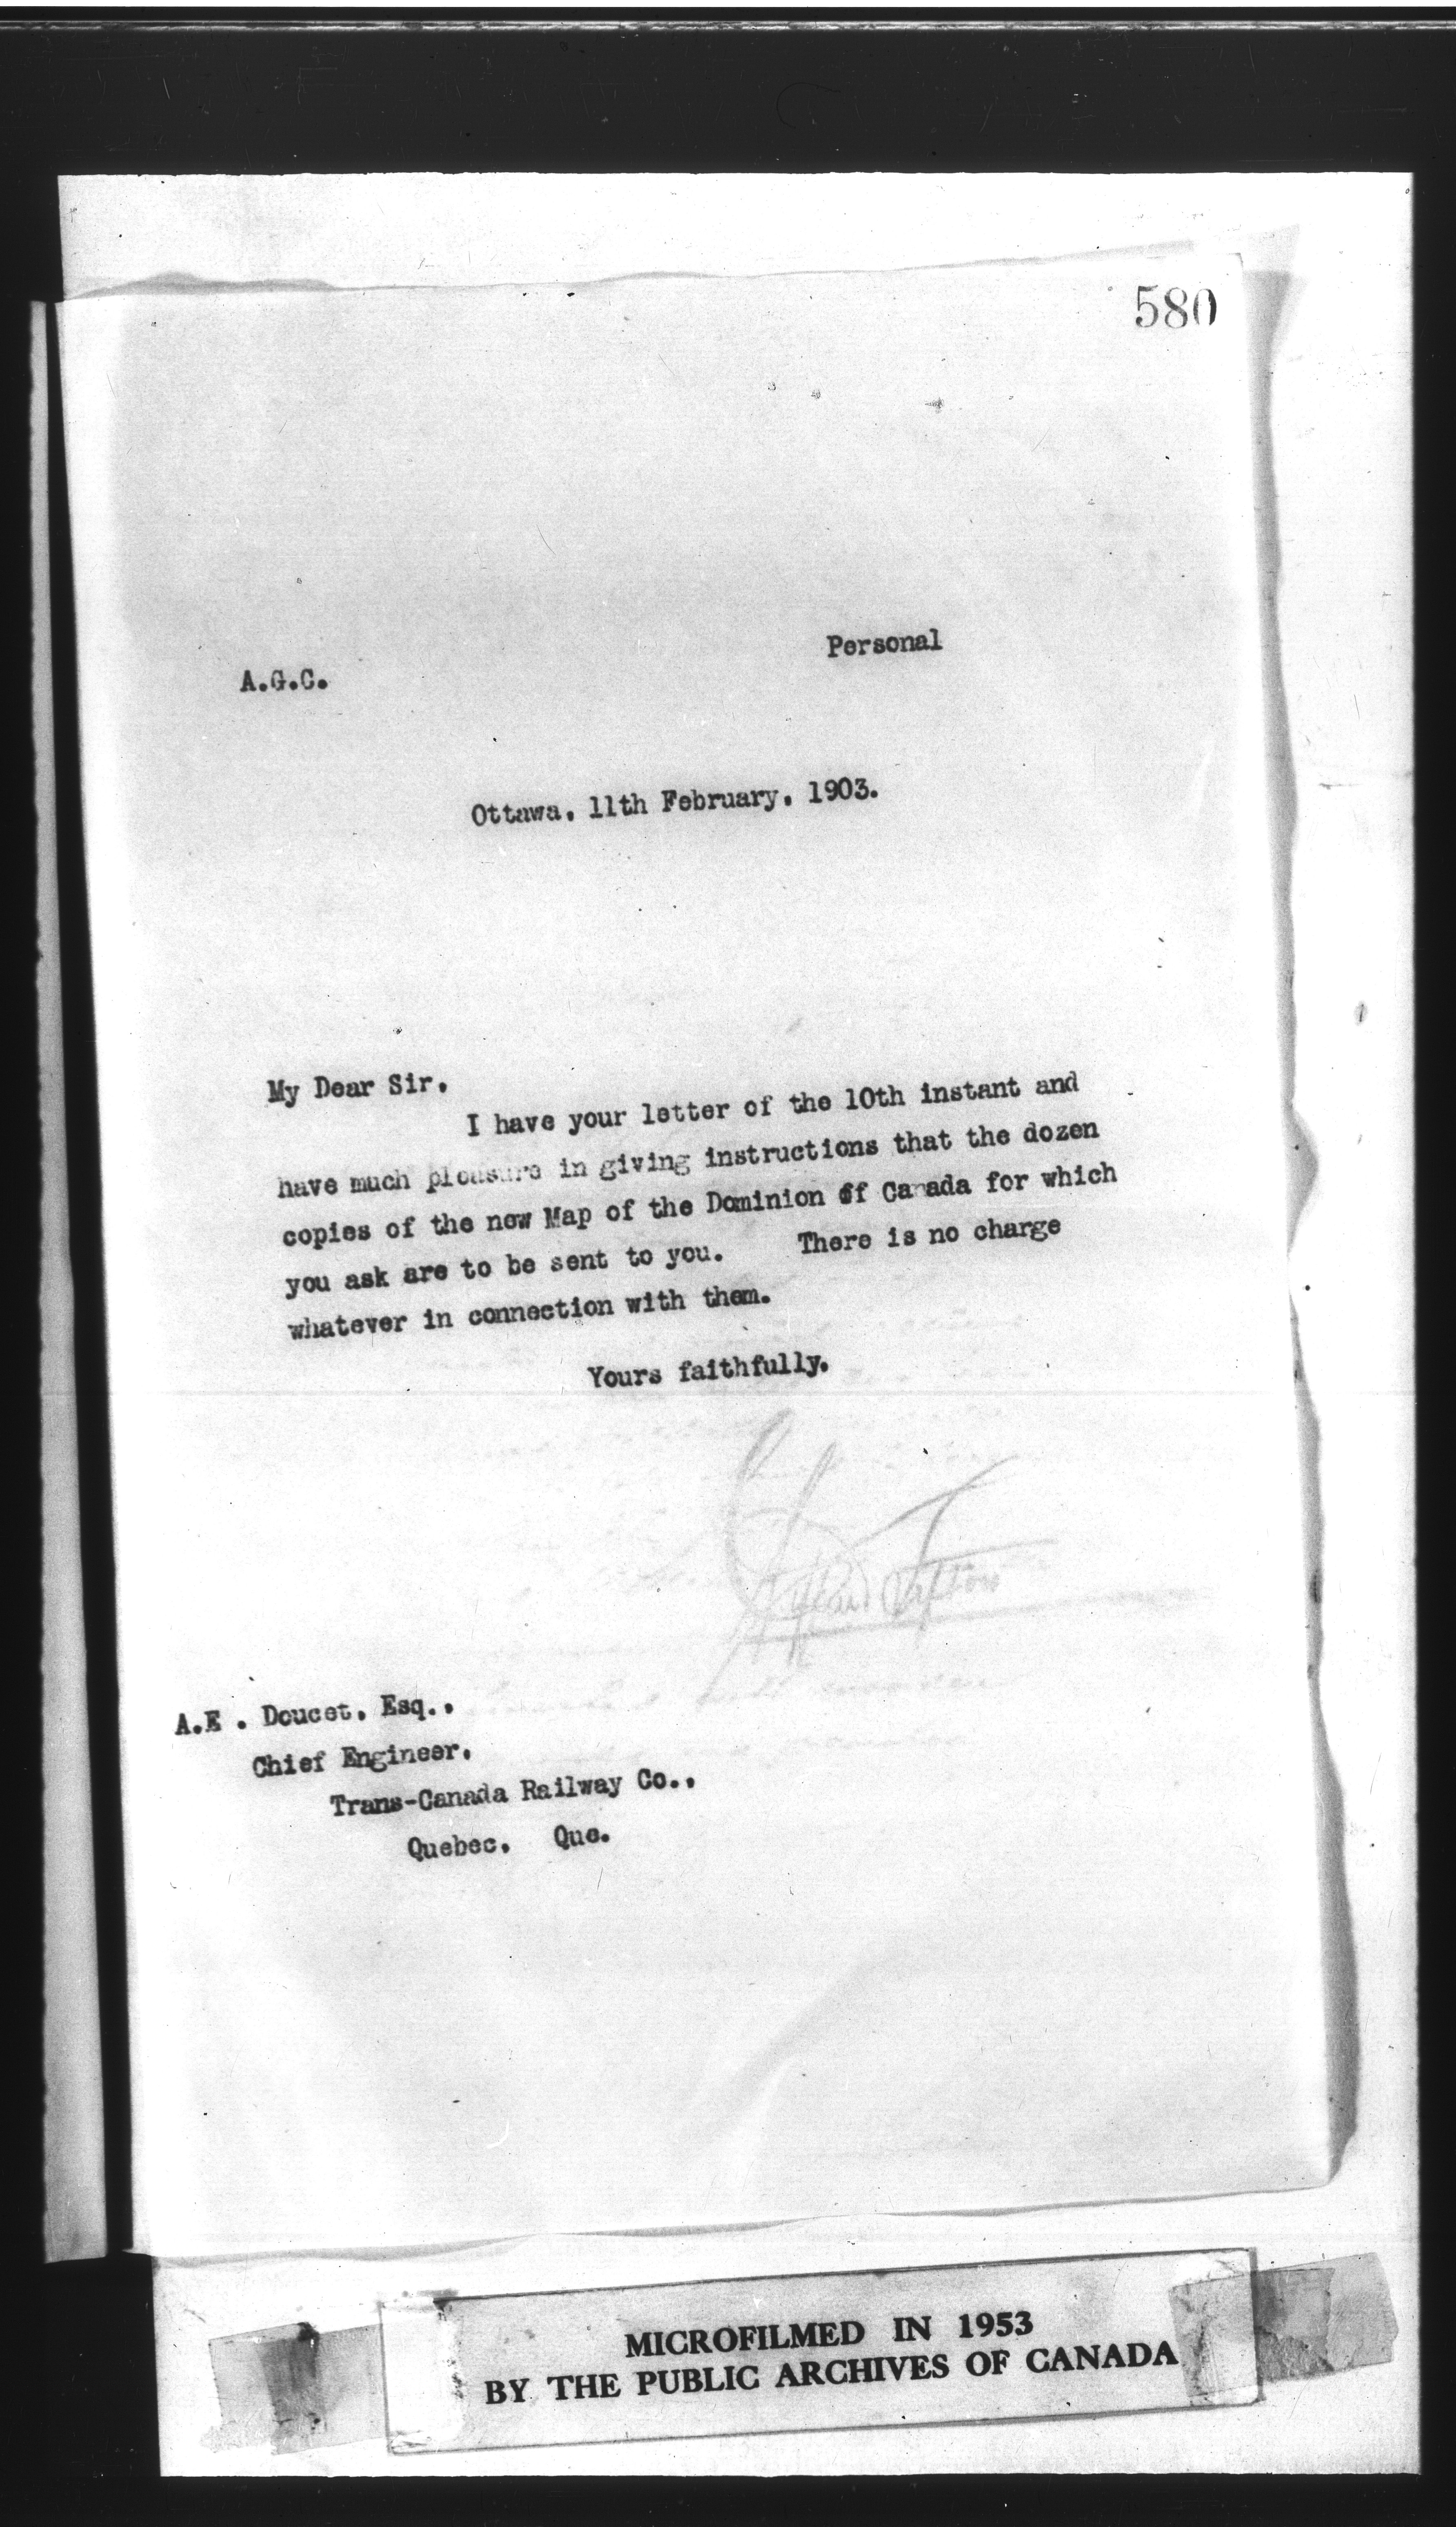 580
Personal
A.G.C.
Ottawa, 11th February, 1903.
My Dear Sir,
I have your letter of the 10th instant and
have much pleasure in giving instructions that the dozen
copies of the new Map of the Dominion of Canada for which
you ask are to be sent to you. There is no charge
whatever in connection with them.
Yours faithfully,
A.E . Doucet, Esq.,
Chief Engineer,
Trans-Canada Railway Co.,
Quebec, Que.
MICROFILMED IN 1953
BY THE PUBLIC ARCHIVES OF CANADA